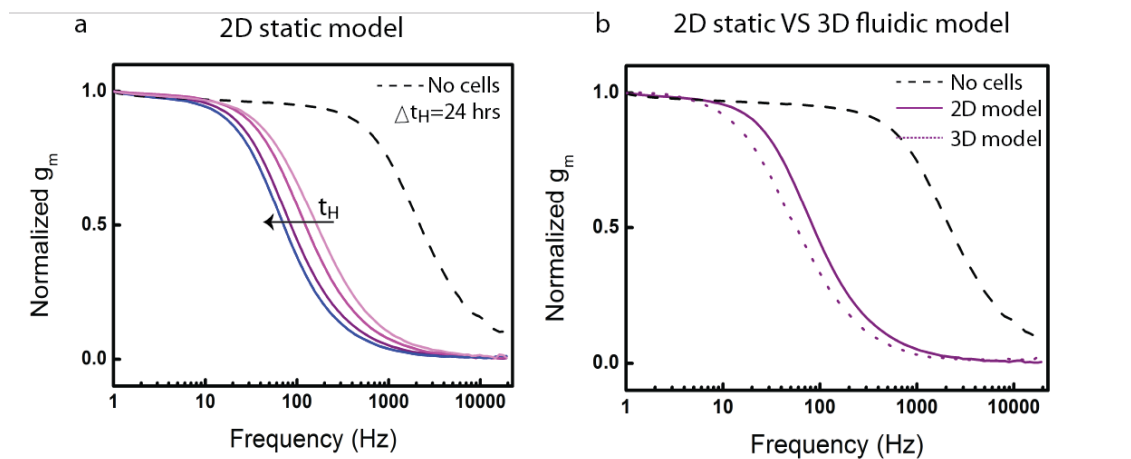 a
2D static model
No cells
△tH=24 hrs
tH
Normalized gm
1.0
0.5
0.0
1
10
100
1000
10000
Frequency (Hz)
b
2D static VS 3D fluidic model
No cells
2D model
3D model
Normalized gm
1.0
0.5
0.0
1
10
100
1000
10000
Frequency (Hz)